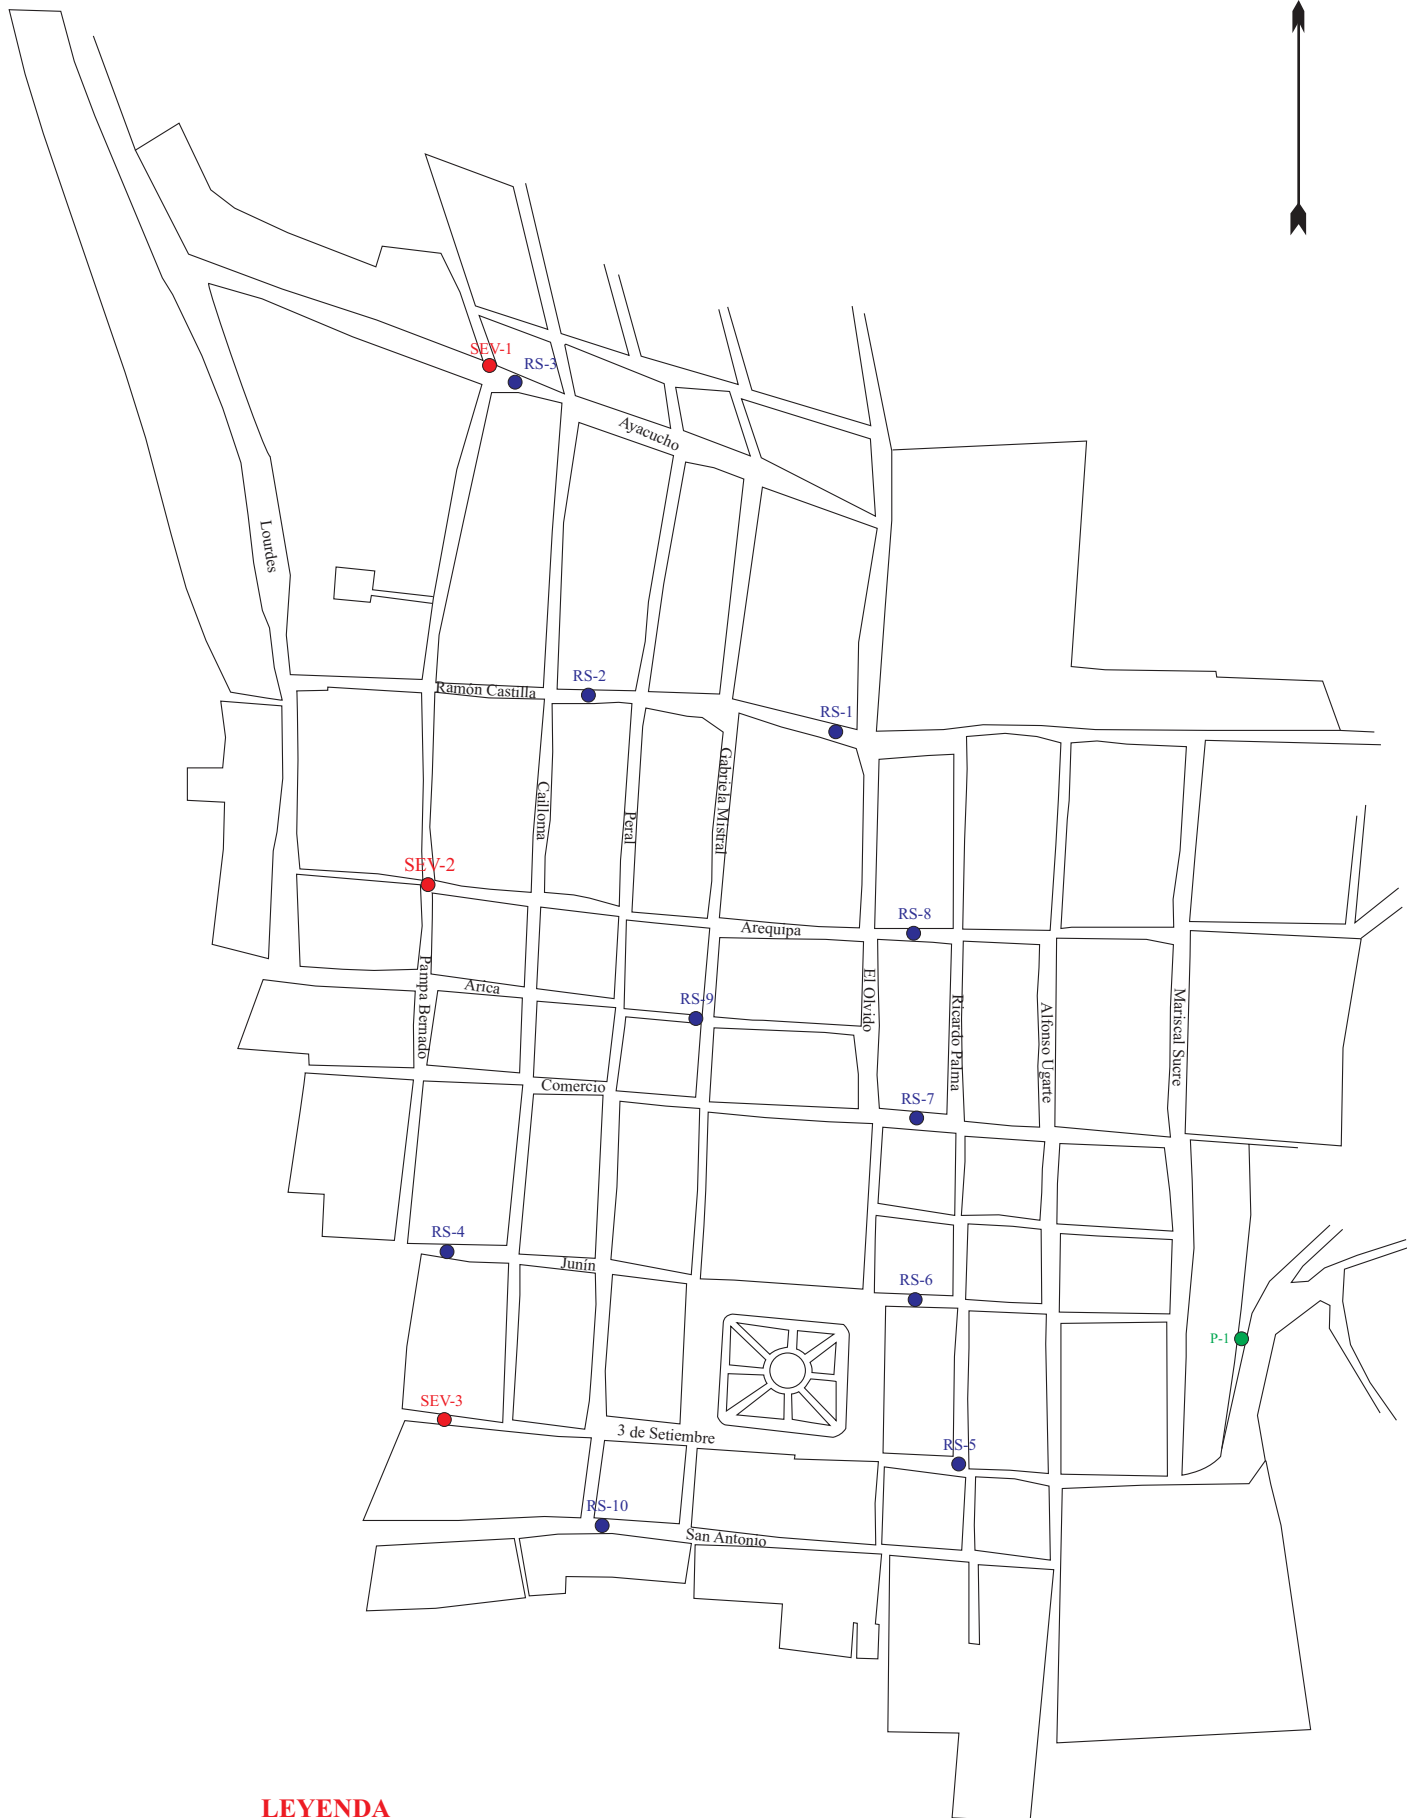 SEV-1
RS-3
Ayacucho
Lourdes
RS-2
Ramón Castilla
RS-1
Gabriela Mistral
Cailloma
Peral
SEV-2
RS-8
Arequipa
Pampa Bernado
Arica
El Olvido
RS-9
Ricardo Palma
Alfonso Ugarte
Mariscal Sucre
Comercio
RS-7
RS-4
Junín
RS-6
P-1
SEV-3
3 de Setiembre
RS-5
RS-10
San Antonio
LEYENDA